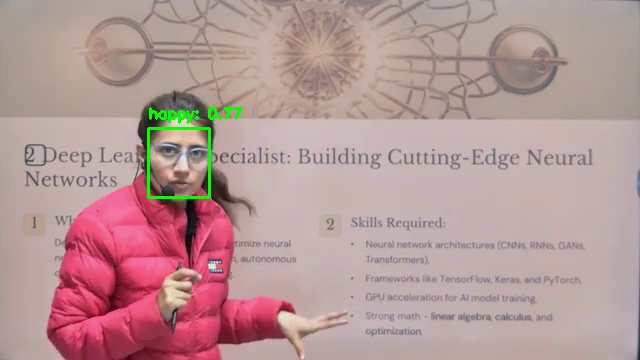 happy: 0.77
2 Deep Specialist: Building Cutting-Edge Neural
Networks
1
2 Skills Required:
• Neural network architectures (CNNs, RNNs, GANs,
Transformers).
timize neural
autonomous
• Frameworks like TensorFlow, Keras, and PyTorch.
• GPU acceleration for AI model training.
• Strong math - linear algebra, calculus, and
optimization.